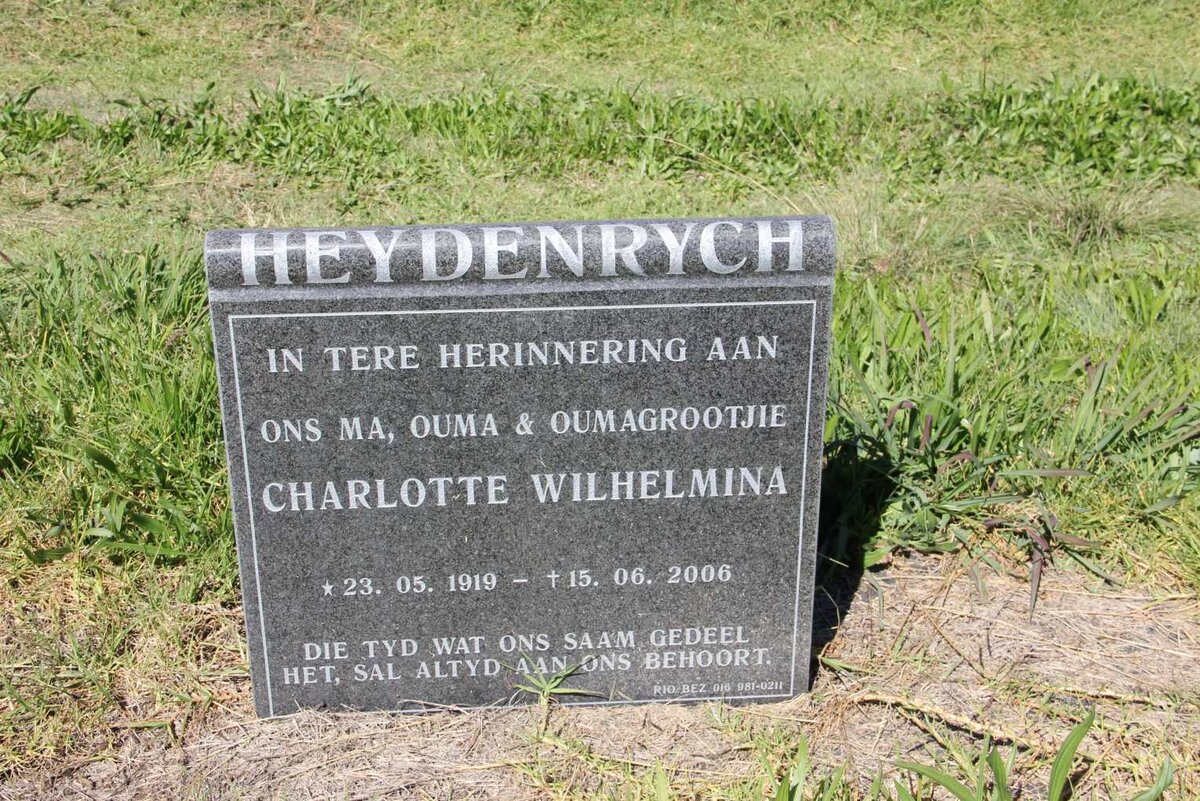 HEYDENRYCH
IN TERE HERINNERING AAN
ONS MA, OUMA & OUMAGROOTJIE
CHARLOTTE WILHELMINA
★ 23. 05. 1919 – † 15. 06. 2006
DIE TYD WAT ONS SAAM GEDEEL
HET, SAL ALTYD AAN ONS BEHOORT.
RIO. BEZ 016 981-0211